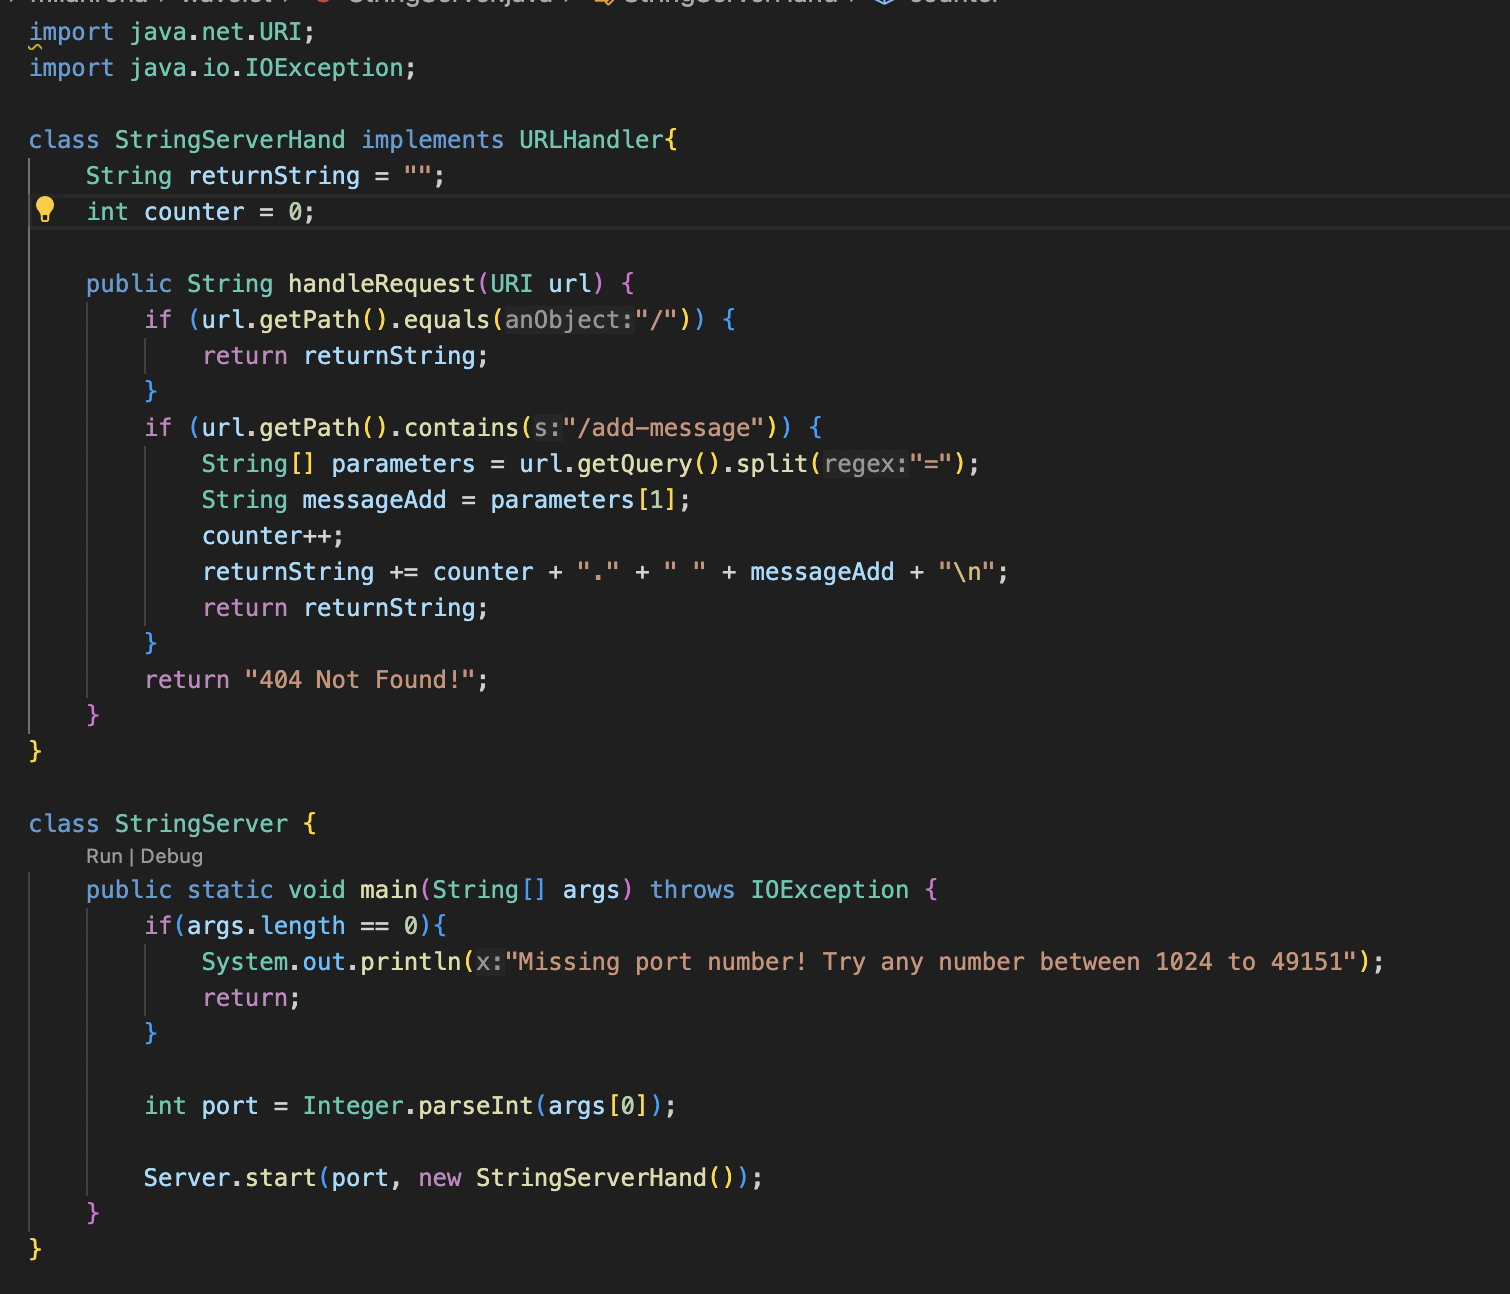 import java.net.URI;
import java.io.IOException;
class StringServerHand implements URLHandler{
    String returnString = "";
    int counter = 0;
    public String handleRequest(URI url) {
        if (url.getPath().equals(anObject:"/")) {
            return returnString;
        }
        if (url.getPath().contains(s:"/add-message")) {
            String[] parameters = url.getQuery().split(regex:"=");
            String messageAdd = parameters[1];
            counter++;
            returnString += counter + "." + " " + messageAdd + "\n";
            return returnString;
        }
        return "404 Not Found!";
    }
}
class StringServer {
    Run | Debug
    public static void main(String[] args) throws IOException {
        if(args.length == 0){
            System.out.println(x:"Missing port number! Try any number between 1024 to 49151");
            return;
        }
        int port = Integer.parseInt(args[0]);
        Server.start(port, new StringServerHand());
    }
}